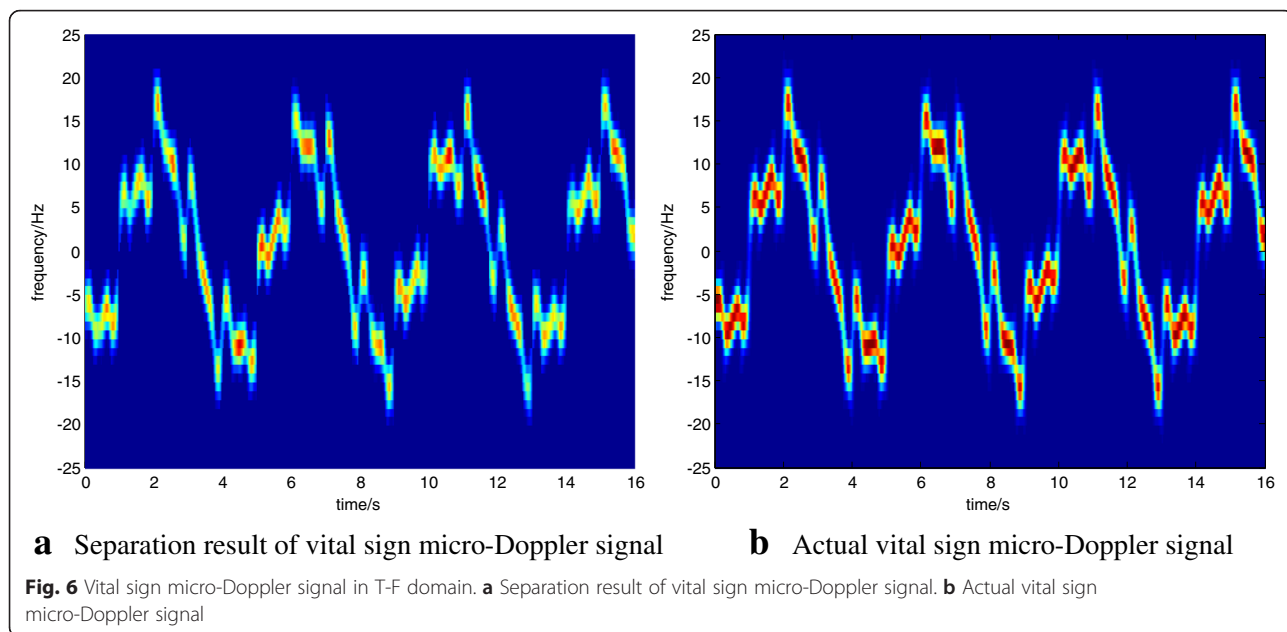 25
20
15
10
5
0
-5
-10
-15
-20
-25
frequency/Hz
0 2 4 6 8 10 12 14 16
time/s
25
20
15
10
5
0
-5
-10
-15
-20
-25
frequency/Hz
0 2 4 6 8 10 12 14 16
time/s
a Separation result of vital sign micro-Doppler signal
b Actual vital sign micro-Doppler signal
Fig. 6 Vital sign micro-Doppler signal in T-F domain. a Separation result of vital sign micro-Doppler signal. b Actual vital sign
micro-Doppler signal